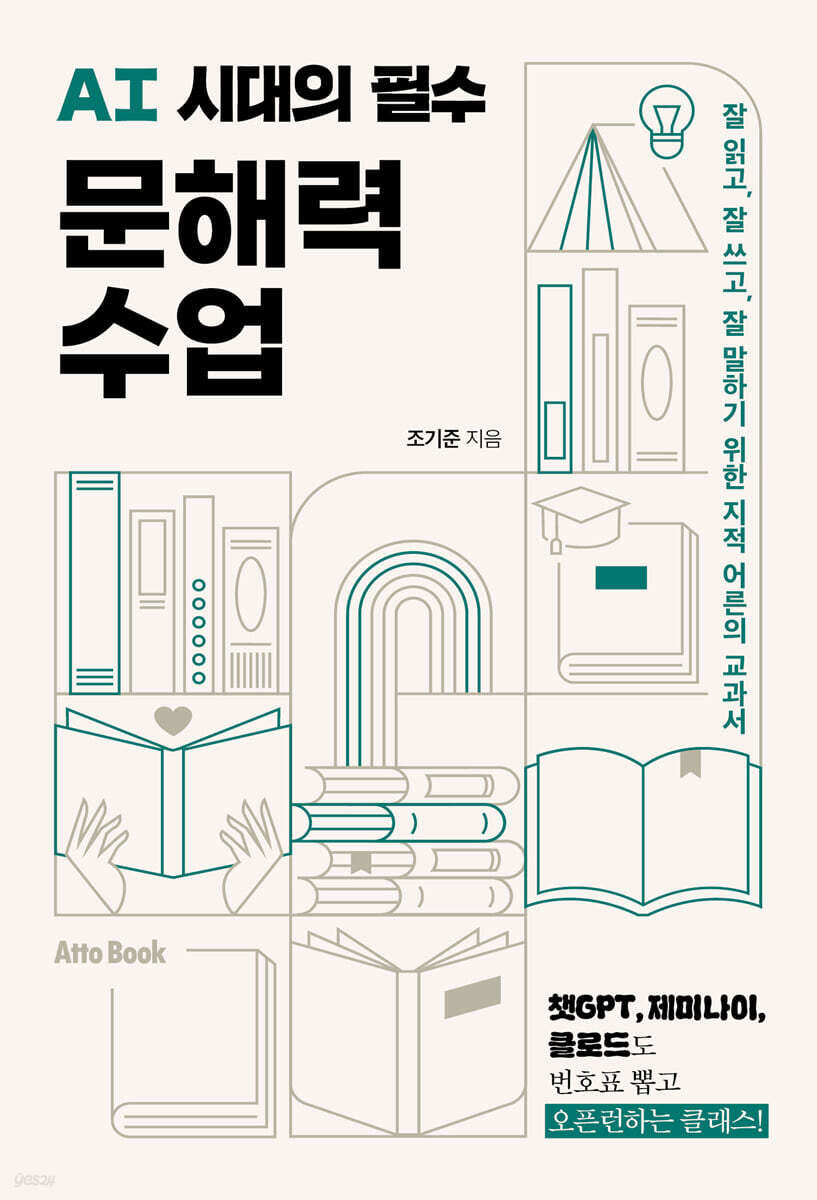 AI 시대의 필수
문해력
수업
잘 읽고, 잘 쓰고, 잘 말하기 위한 지적 어른의 교과서
조기준 지음
Atto Book
챗GPT, 제미나이,
클로드도
번호표 뽑고
오픈런하는 클래스!
yes24